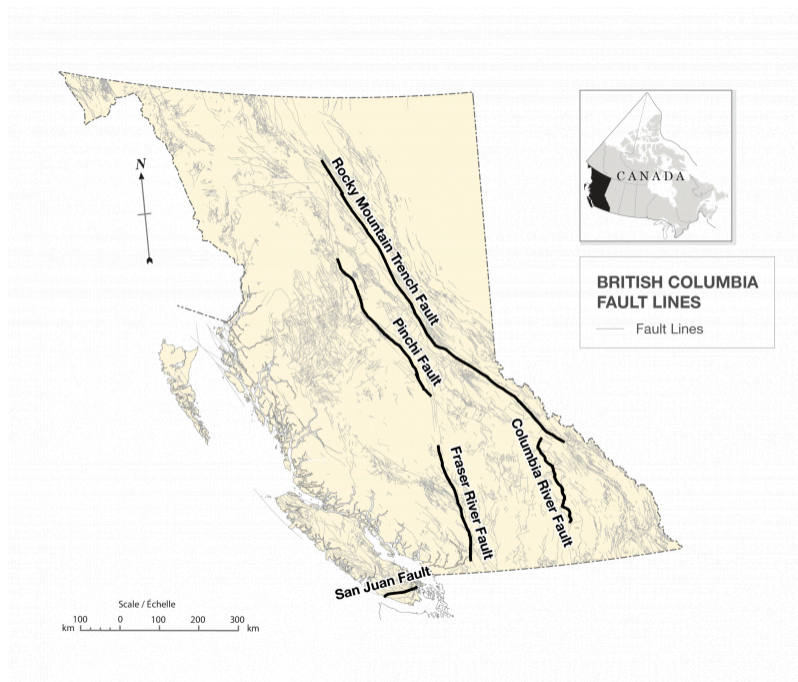 N
Rocky Mountain Trench Fault
Pinchi Fault
Fraser River Fault
Columbia River Fault
San Juan Fault
CANADA
BRITISH COLUMBIA
FAULT LINES
Fault Lines
Scale / Échelle
100 0 100 200 300
km km